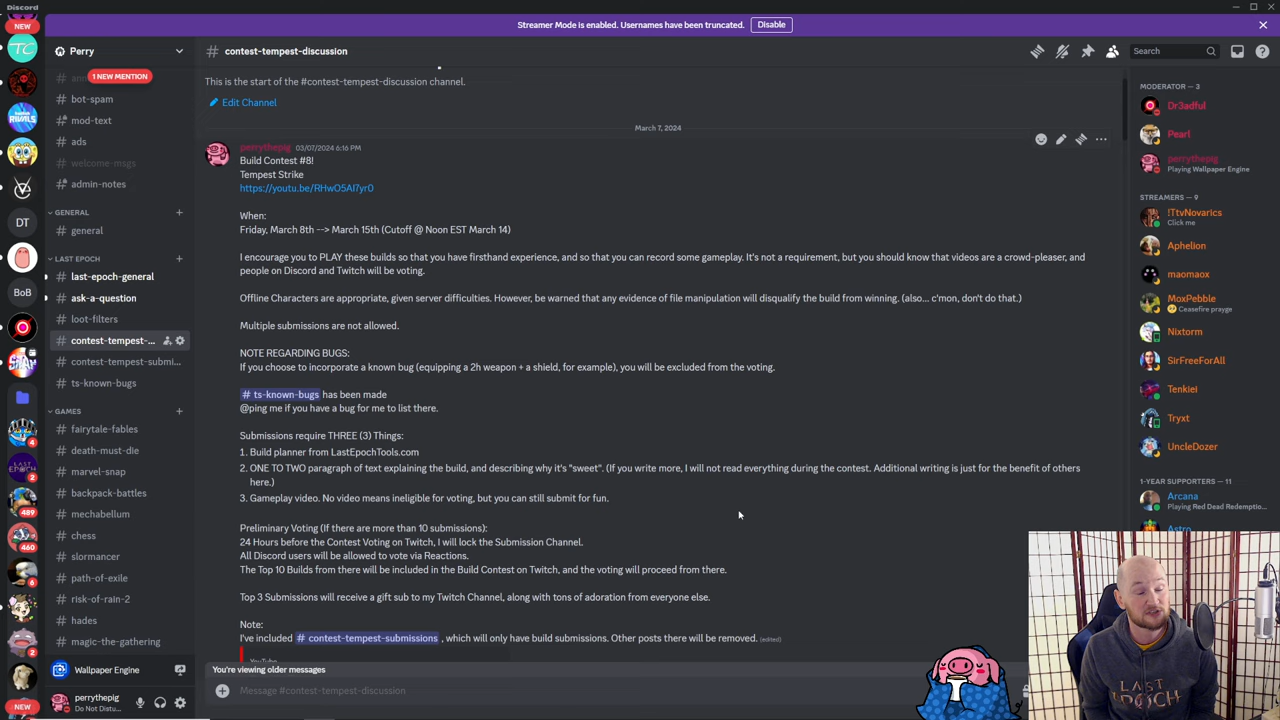 Discord
Streamer Mode is enabled. Usernames have been truncated.
Disable
NEW
TC
DT
BoB
489
460
4
2
6
2
NEW
Perry
1 NEW MENTION
bot-spam
mod-text
ads
welcome-msgs
admin-notes
GENERAL
general
LAST EPOCH
last-epoch-general
ask-a-question
loot-filters
contest-tempest-...
contest-tempest-submi...
ts-known-bugs
GAMES
fairytale-fables
death-must-die
marvel-snap
backpack-battles
mechabellum
chess
slormancer
path-of-exile
risk-of-rain-2
hades
magic-the-gathering
Wallpaper Engine
perrythepig
Do Not Distu...
# contest-tempest-discussion
Search
This is the start of the #contest-tempest-discussion channel.
Edit Channel
March 7, 2024
perrythepig 03/07/2024 6:16 PM
Build Contest #8!
Tempest Strike
https://youtu.be/RHwO5AI7yr0
When:
Friday, March 8th --> March 15th (Cutoff @ Noon EST March 14)
I encourage you to PLAY these builds so that you have firsthand experience, and so that you can record some gameplay. It's not a requirement, but you should know that videos are a crowd-pleaser, and
people on Discord and Twitch will be voting.
Offline Characters are appropriate, given server difficulties. However, be warned that any evidence of file manipulation will disqualify the build from winning. (also... c'mon, don't do that.)
Multiple submissions are not allowed.
NOTE REGARDING BUGS:
If you choose to incorporate a known bug (equipping a 2h weapon + a shield, for example), you will be excluded from the voting.
# ts-known-bugs has been made
@ping me if you have a bug for me to list there.
Submissions require THREE (3) Things:
1. Build planner from LastEpochTools.com
2. ONE TO TWO paragraph of text explaining the build, and describing why it's "sweet". (If you write more, I will not read everything during the contest. Additional writing is just for the benefit of others
here.)
3. Gameplay video. No video means ineligible for voting, but you can still submit for fun.
Preliminary Voting (If there are more than 10 submissions):
24 Hours before the Contest Voting on Twitch, I will lock the Submission Channel.
All Discord users will be allowed to vote via Reactions.
The Top 10 Builds from there will be included in the Build Contest on Twitch, and the voting will proceed from there.
Top 3 Submissions will receive a gift sub to my Twitch Channel, along with tons of adoration from everyone else.
Note:
I've included # contest-tempest-submissions , which will only have build submissions. Other posts there will be removed. (edited)
YouTube
You're viewing older messages
Message #contest-tempest-discussion
MODERATOR — 3
Dr3adful
Pearl
perrythepig
Playing Wallpaper Engine
STREAMERS — 9
!TtvNovarics
Click me
Aphelion
maomaox
MoxPebble
Ceasefire prayge
Nixtorm
SirFreeForAll
Tenkiei
Tryxt
UncleDozer
1-YEAR SUPPORTERS — 11
Arcana
Playing Red Dead Redemptio...
Astro
LAST EPOCH